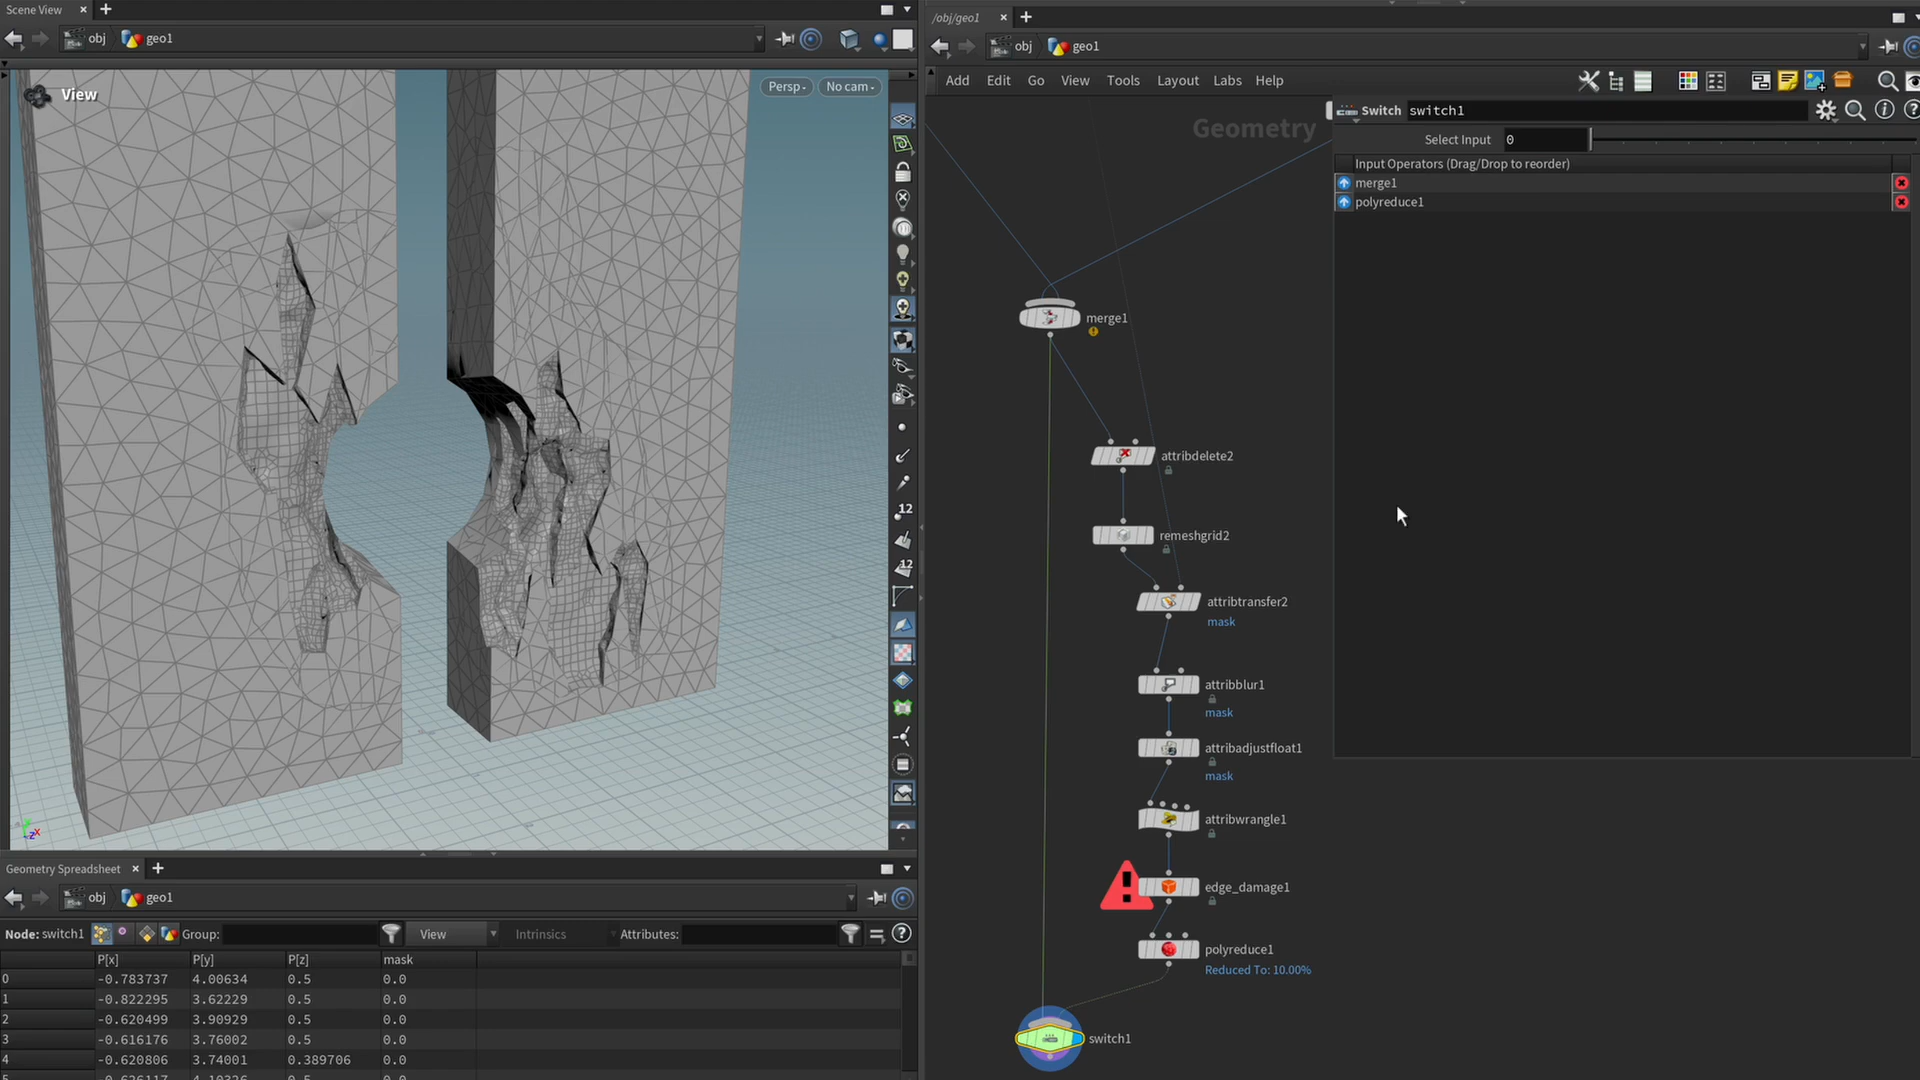 Scene View
obj
geo1
View
Persp
No cam
12
12
Geometry Spreadsheet
obj
geo1
Node: switch1
Group:
View
Intrinsics
Attributes:
P[x] P[y] P[z] mask
0 -0.783737 4.00634 0.5 0.0
1 -0.822295 3.62229 0.5 0.0
2 -0.620499 3.90929 0.5 0.0
3 -0.616176 3.76002 0.5 0.0
4 -0.620806 3.74001 0.389706 0.0
/obj/geo1
obj
geo1
Add Edit Go View Tools Layout Labs Help
Geometry
Switch switch1
Select Input 0
Input Operators (Drag/Drop to reorder)
merge1
polyreduce1
merge1
attribdelete2
remeshgrid2
attribtransfer2
mask
attribblur1
mask
attribadjustfloat1
mask
attribwrangle1
edge_damage1
polyreduce1
Reduced To: 10.00%
switch1